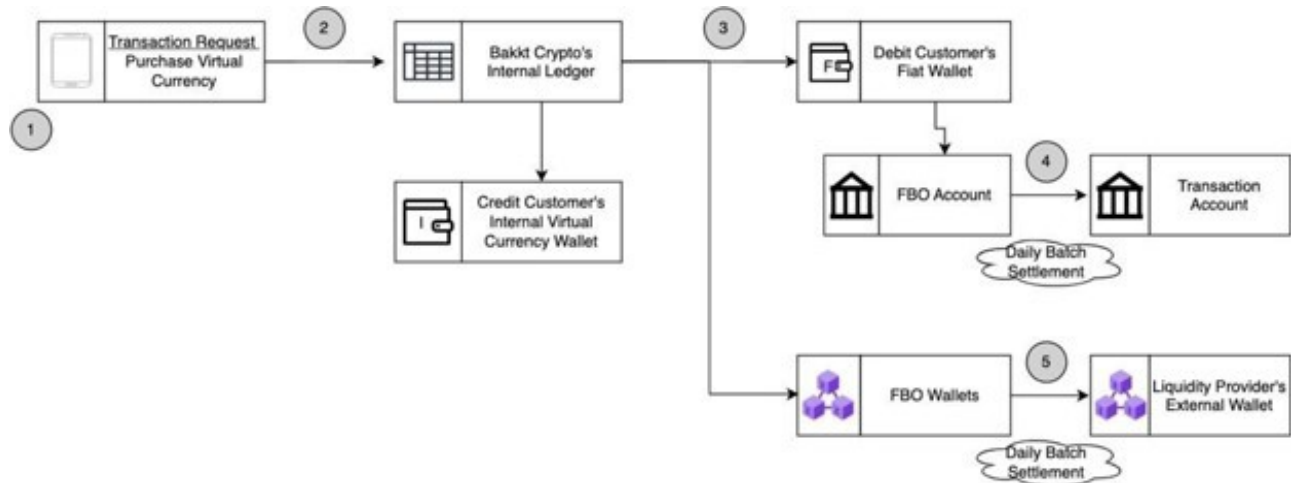 1
Transaction Request
Purchase Virtual
Currency
2
Bakkt Crypto's
Internal Ledger
3
F
Debit Customer's
Fiat Wallet
I
Credit Customer's
Internal Virtual
Currency Wallet
FBO Account
4
Transaction
Account
Daily Batch
Settlement
FBO Wallets
5
Liquidity Provider's
External Wallet
Daily Batch
Settlement